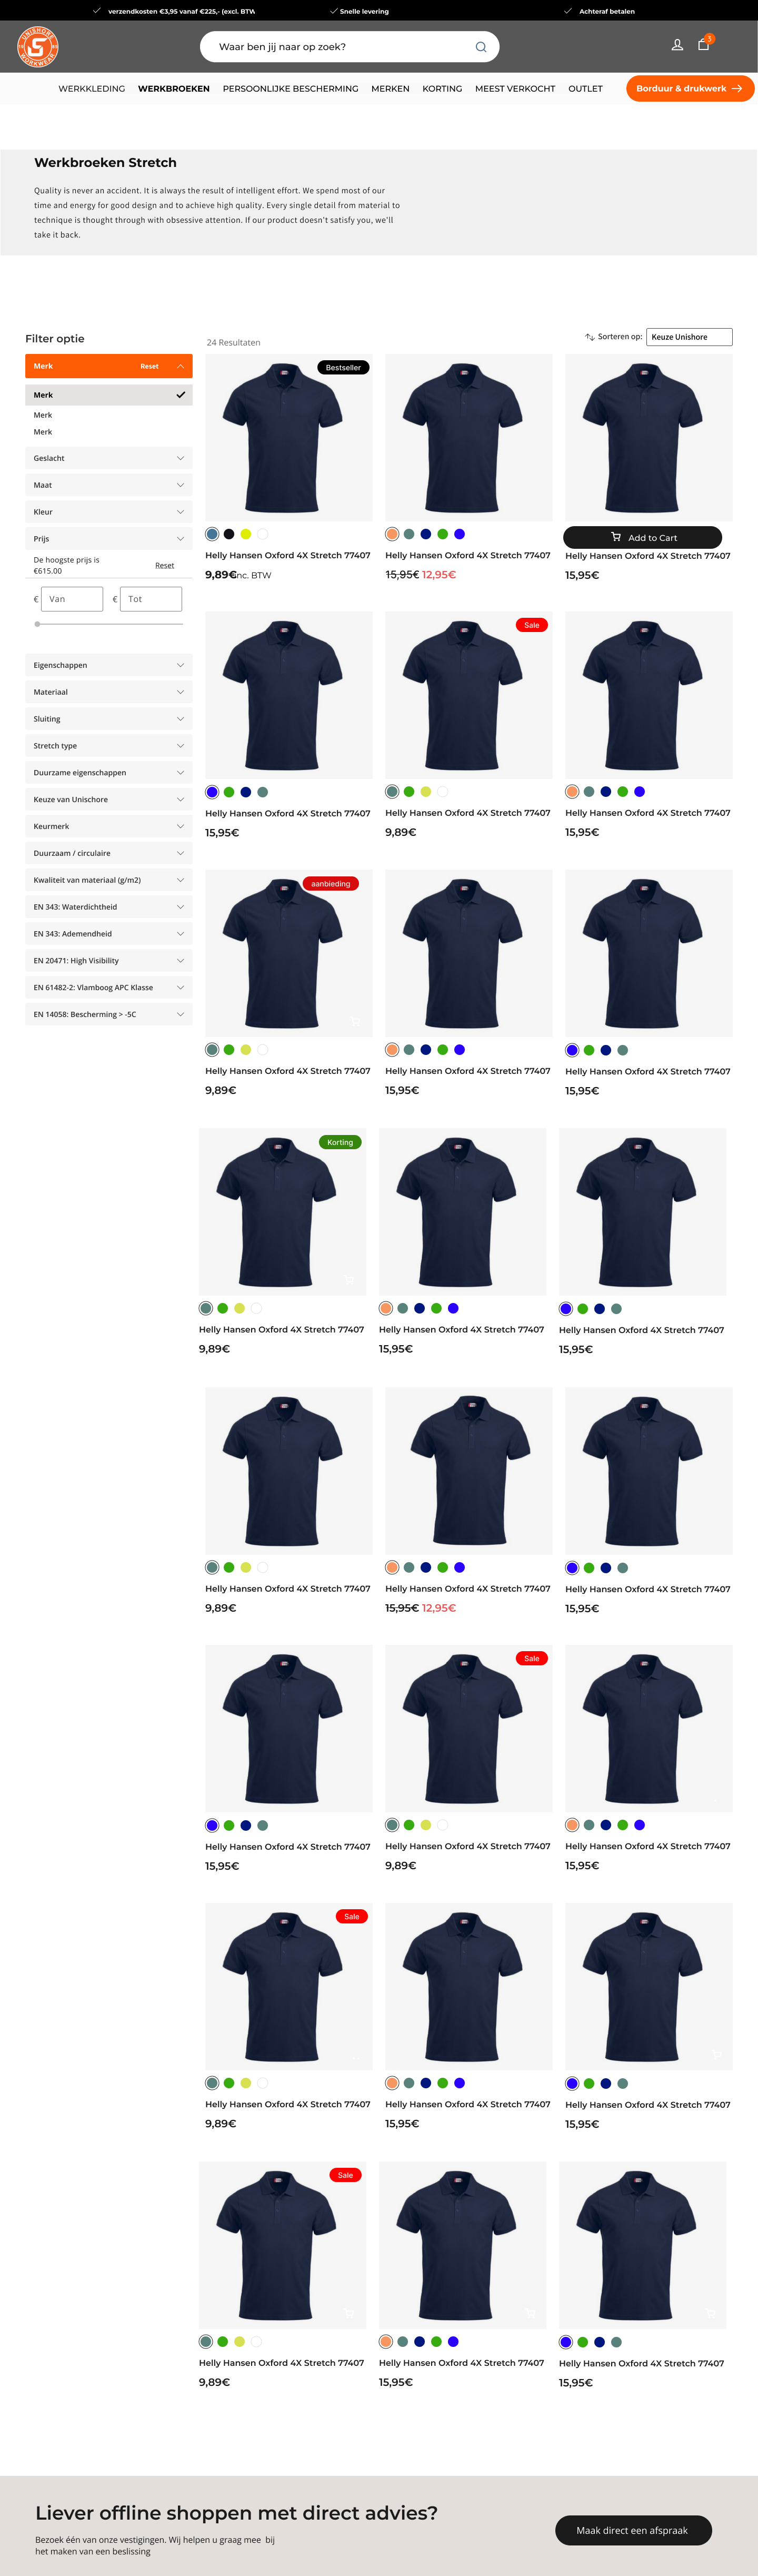 verzendkosten €3,95 vanaf €225,- (excl. BTW
Snelle levering
Achteraf betalen
UNISHORE
WORKWEAR
Waar ben jij naar op zoek?
3
WERKKLEDING
WERKBROEKEN
PERSOONLIJKE BESCHERMING
MERKEN
KORTING
MEEST VERKOCHT
OUTLET
Borduur & drukwerk
Werkbroeken Stretch
Quality is never an accident. It is always the result of intelligent effort. We spend most of our
time and energy for good design and to achieve high quality. Every single detail from material to
technique is thought through with obsessive attention. If our product doesn't satisfy you, we'll
take it back.
Filter optie
24 Resultaten
Sorteren op:
Keuze Unishore
Merk
Reset
Merk
Merk
Merk
Geslacht
Maat
Kleur
Prijs
De hoogste prijs is
€615.00
Reset
€ Van
€ Tot
Eigenschappen
Materiaal
Sluiting
Stretch type
Duurzame eigenschappen
Keuze van Unischore
Keurmerk
Duurzaam / circulaire
Kwaliteit van materiaal (g/m2)
EN 343: Waterdichtheid
EN 343: Ademendheid
EN 20471: High Visibility
EN 61482-2: Vlamboog APC Klasse
EN 14058: Bescherming > -5C
Bestseller
Helly Hansen Oxford 4X Stretch 77407
9,89€inc. BTW
Helly Hansen Oxford 4X Stretch 77407
15,95€ 12,95€
Add to Cart
Helly Hansen Oxford 4X Stretch 77407
15,95€
Helly Hansen Oxford 4X Stretch 77407
15,95€
Sale
Helly Hansen Oxford 4X Stretch 77407
9,89€
Helly Hansen Oxford 4X Stretch 77407
15,95€
aanbieding
Helly Hansen Oxford 4X Stretch 77407
9,89€
Helly Hansen Oxford 4X Stretch 77407
15,95€
Helly Hansen Oxford 4X Stretch 77407
15,95€
Korting
Helly Hansen Oxford 4X Stretch 77407
9,89€
Helly Hansen Oxford 4X Stretch 77407
15,95€
Helly Hansen Oxford 4X Stretch 77407
15,95€
Helly Hansen Oxford 4X Stretch 77407
9,89€
Helly Hansen Oxford 4X Stretch 77407
15,95€ 12,95€
Helly Hansen Oxford 4X Stretch 77407
15,95€
Helly Hansen Oxford 4X Stretch 77407
15,95€
Sale
Helly Hansen Oxford 4X Stretch 77407
9,89€
Helly Hansen Oxford 4X Stretch 77407
15,95€
Sale
Helly Hansen Oxford 4X Stretch 77407
9,89€
Helly Hansen Oxford 4X Stretch 77407
15,95€
Helly Hansen Oxford 4X Stretch 77407
15,95€
Sale
Helly Hansen Oxford 4X Stretch 77407
9,89€
Helly Hansen Oxford 4X Stretch 77407
15,95€
Helly Hansen Oxford 4X Stretch 77407
15,95€
Liever offline shoppen met direct advies?
Bezoek één van onze vestigingen. Wij helpen u graag mee bij
het maken van een beslissing
Maak direct een afspraak